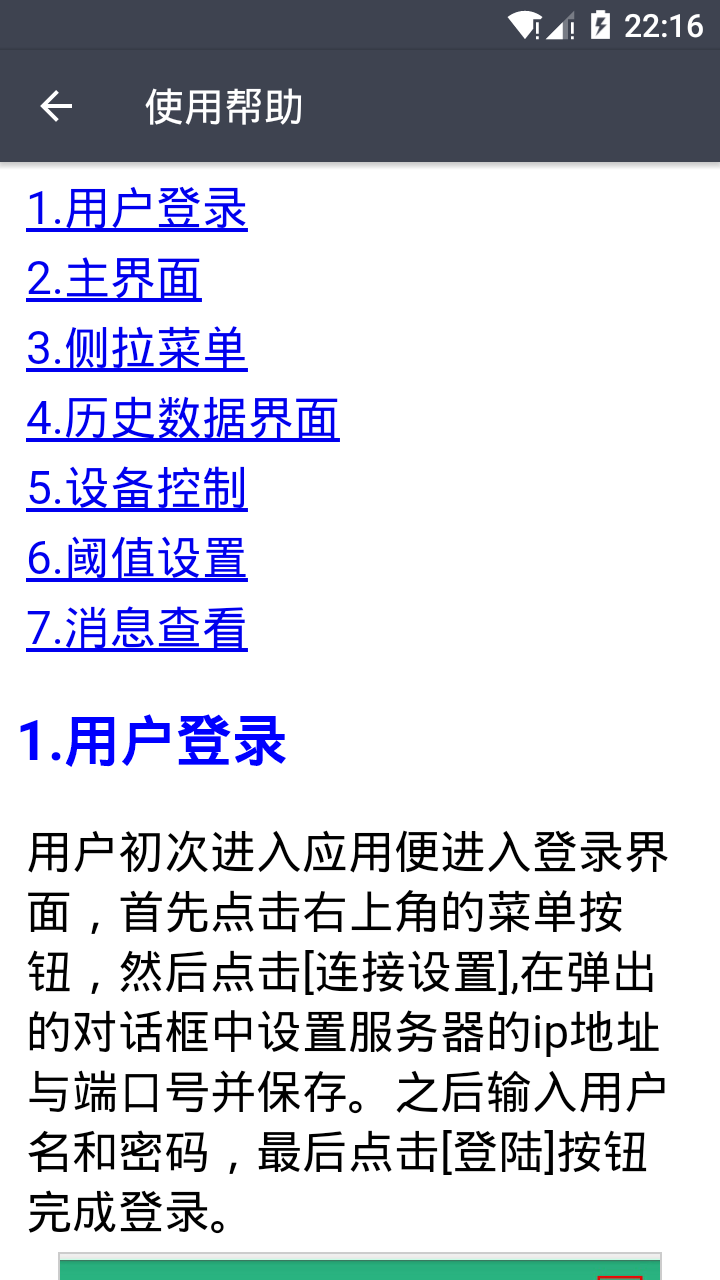 22:16
使用帮助
1.用户登录
2.主界面
3.侧拉菜单
4.历史数据界面
5.设备控制
6.阈值设置
7.消息查看
1.用户登录
用户初次进入应用便进入登录界
面，首先点击右上角的菜单按
钮，然后点击[连接设置],在弹出
的对话框中设置服务器的ip地址
与端口号并保存。之后输入用户
名和密码，最后点击[登陆]按钮
完成登录。